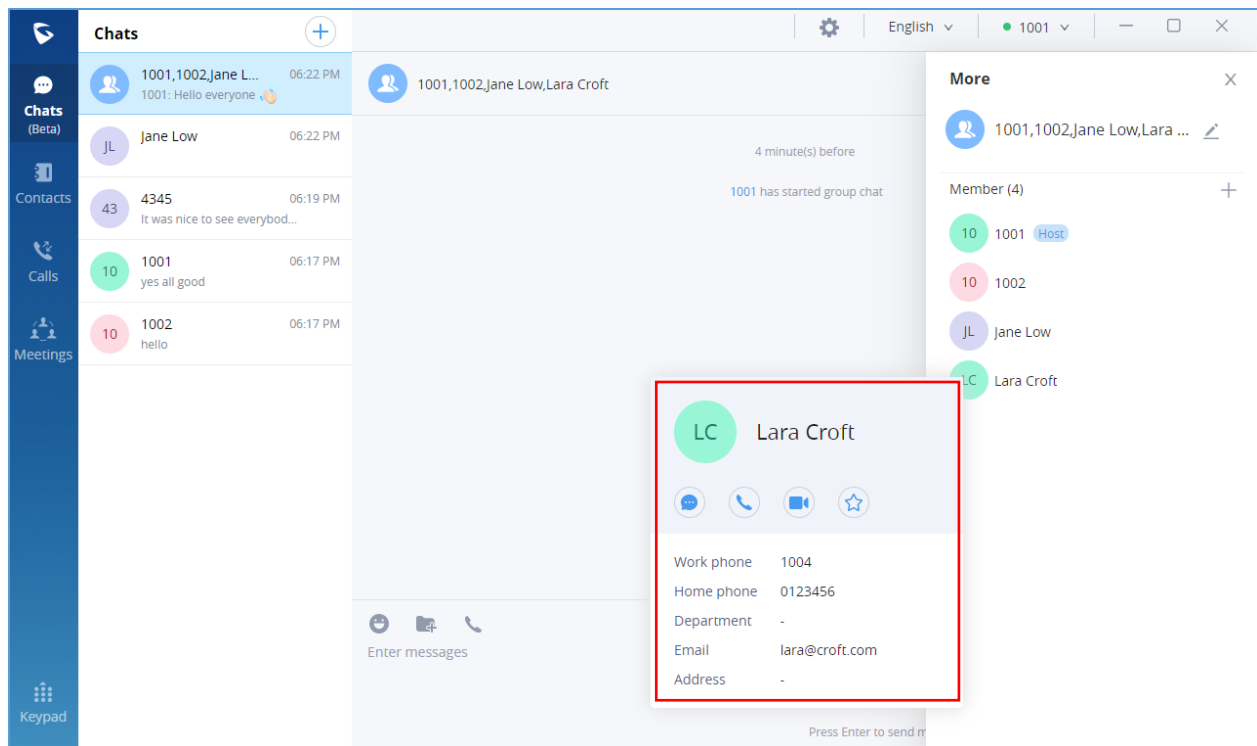 Chats
(Beta)
Contacts
Calls
Meetings
Keypad
Chats
1001,1002,Jane L... 06:22 PM
1001: Hello everyone 👋🏻
JL Jane Low 06:22 PM
43 4345 06:19 PM
It was nice to see everybod...
10 1001 06:17 PM
yes all good
10 1002 06:17 PM
hello
English 1001
1001,1002,Jane Low,Lara Croft
4 minute(s) before
1001 has started group chat
Enter messages
Press Enter to send m
More
1001,1002,Jane Low,Lara ...
Member (4)
10 1001 Host
10 1002
JL Jane Low
LC Lara Croft
LC Lara Croft
Work phone 1004
Home phone 0123456
Department -
Email lara@croft.com
Address -